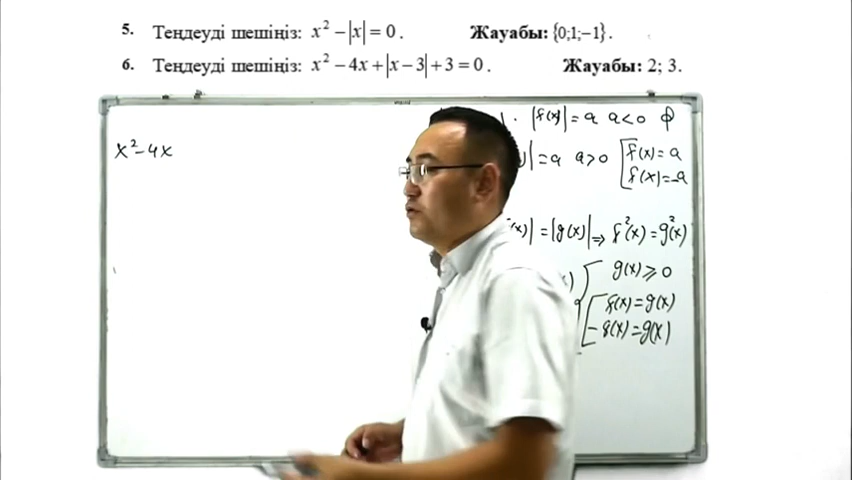 5. Теңдеуді шешіңіз: x² − |x| = 0. Жауабы: {0;1;−1}.
6. Теңдеуді шешіңіз: x² − 4x + |x − 3| + 3 = 0. Жауабы: 2; 3.
x² − 4x
1. |f(x)| = a a < 0 ϕ
| = a a > 0 [f(x) = a
f(x) = −a
(x)| = |g(x)| ⇒ f²(x) = g²(x)
g(x) ⩾ 0
f(x) = g(x)
−f(x) = g(x)